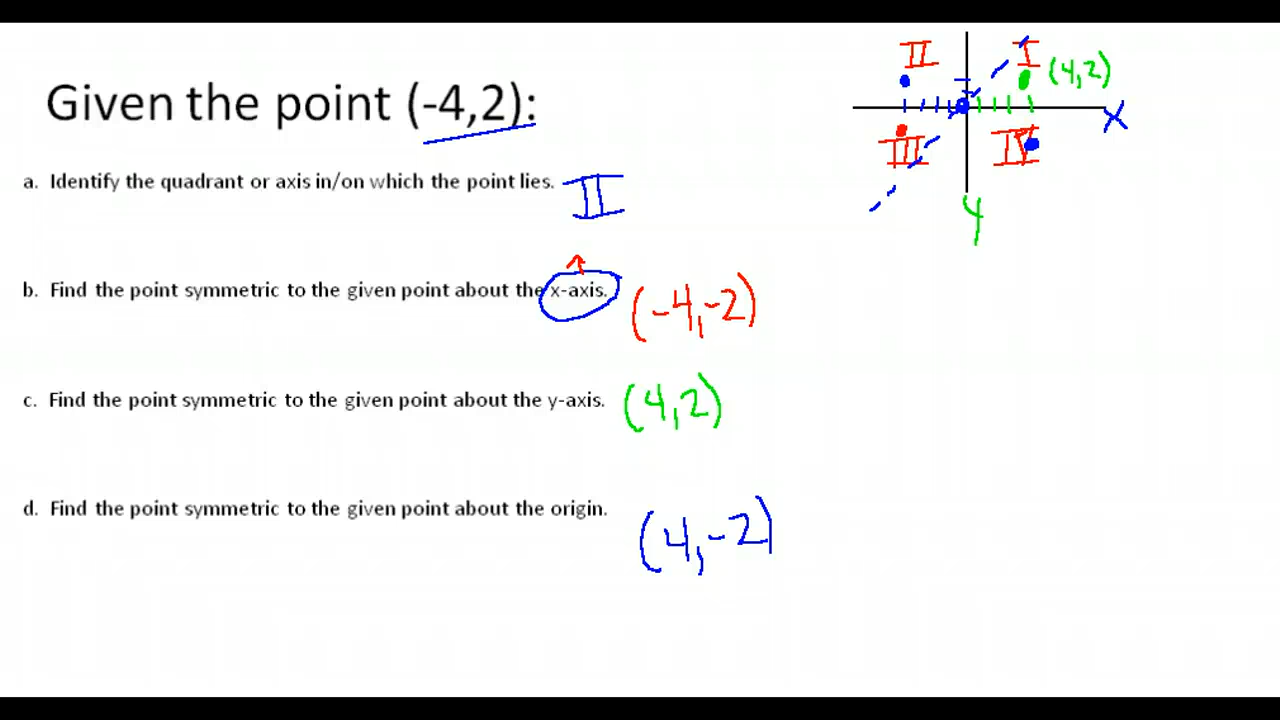 Given the point (-4,2):
II
I
(4,2)
III
IV
X
y
a. Identify the quadrant or axis in/on which the point lies. II
b. Find the point symmetric to the given point about the x-axis. (-4,-2)
c. Find the point symmetric to the given point about the y-axis. (4,2)
d. Find the point symmetric to the given point about the origin. (4,-2)